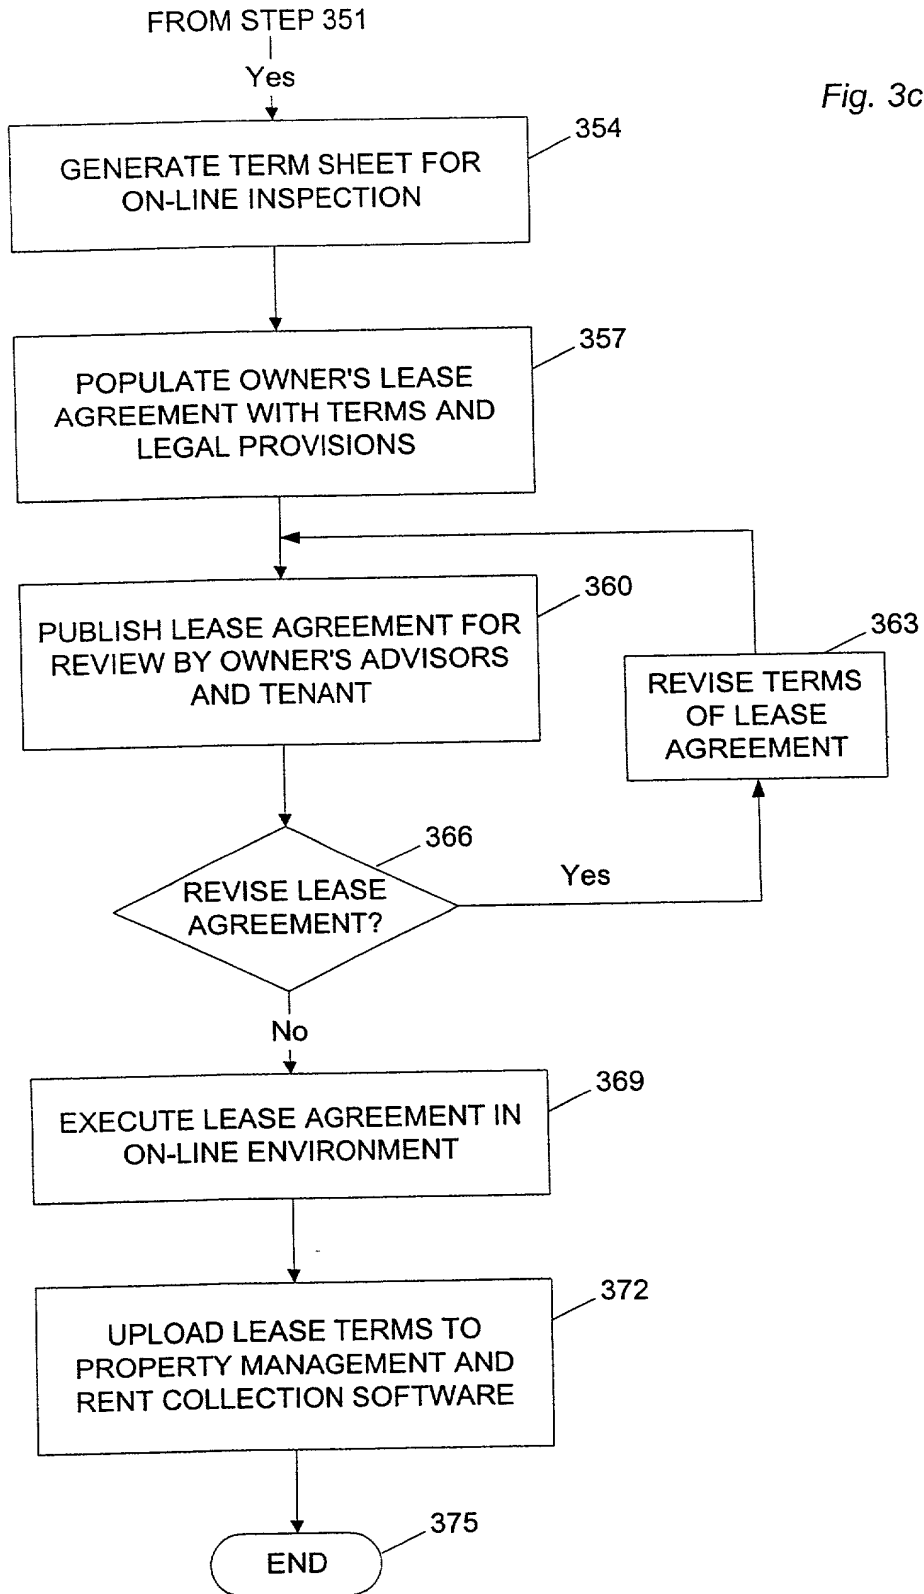 FROM STEP 351
Yes
Fig. 3c
354
GENERATE TERM SHEET FOR
ON-LINE INSPECTION
357
POPULATE OWNER'S LEASE
AGREEMENT WITH TERMS AND
LEGAL PROVISIONS
360
PUBLISH LEASE AGREEMENT FOR
REVIEW BY OWNER'S ADVISORS
AND TENANT
363
REVISE TERMS
OF LEASE
AGREEMENT
366
REVISE LEASE
AGREEMENT?
Yes
No
369
EXECUTE LEASE AGREEMENT IN
ON-LINE ENVIRONMENT
372
UPLOAD LEASE TERMS TO
PROPERTY MANAGEMENT AND
RENT COLLECTION SOFTWARE
375
END